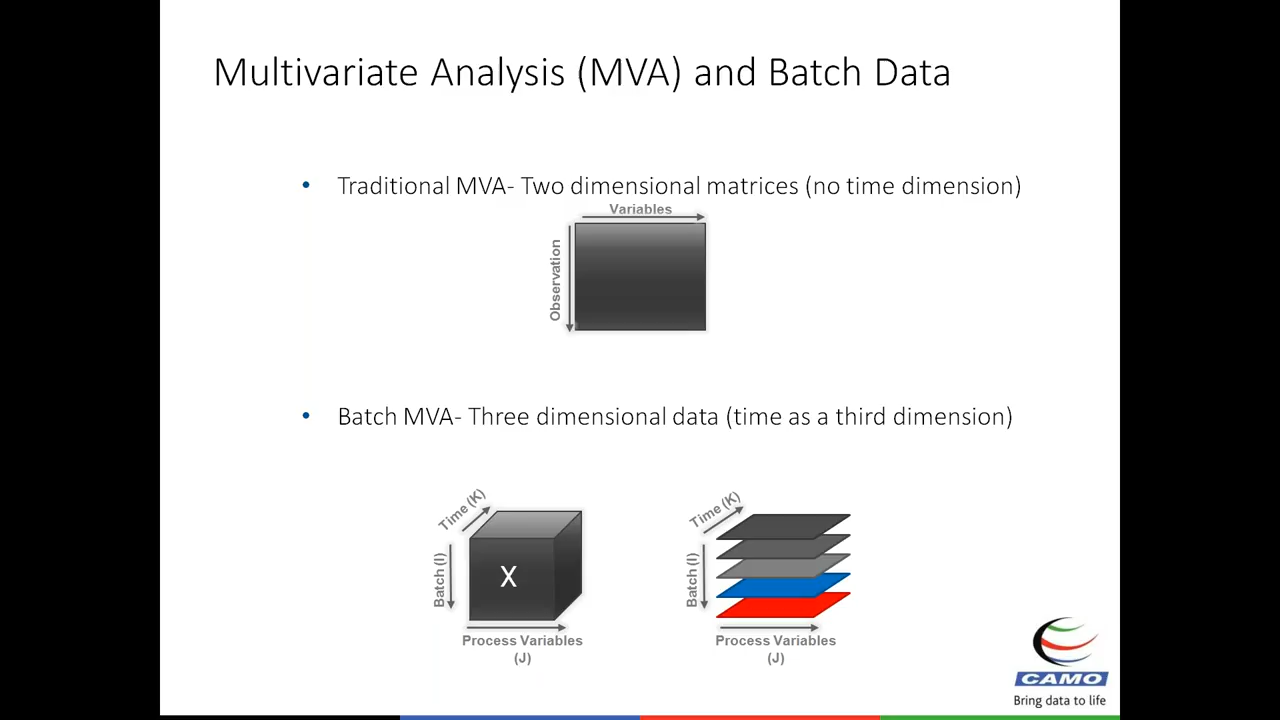 Multivariate Analysis (MVA) and Batch Data
• Traditional MVA- Two dimensional matrices (no time dimension)
Variables
Observation
• Batch MVA- Three dimensional data (time as a third dimension)
Time (K)
Batch (I)
X
Process Variables
(J)
Time (K)
Batch (I)
Process Variables
(J)
CAMO
Bring data to life